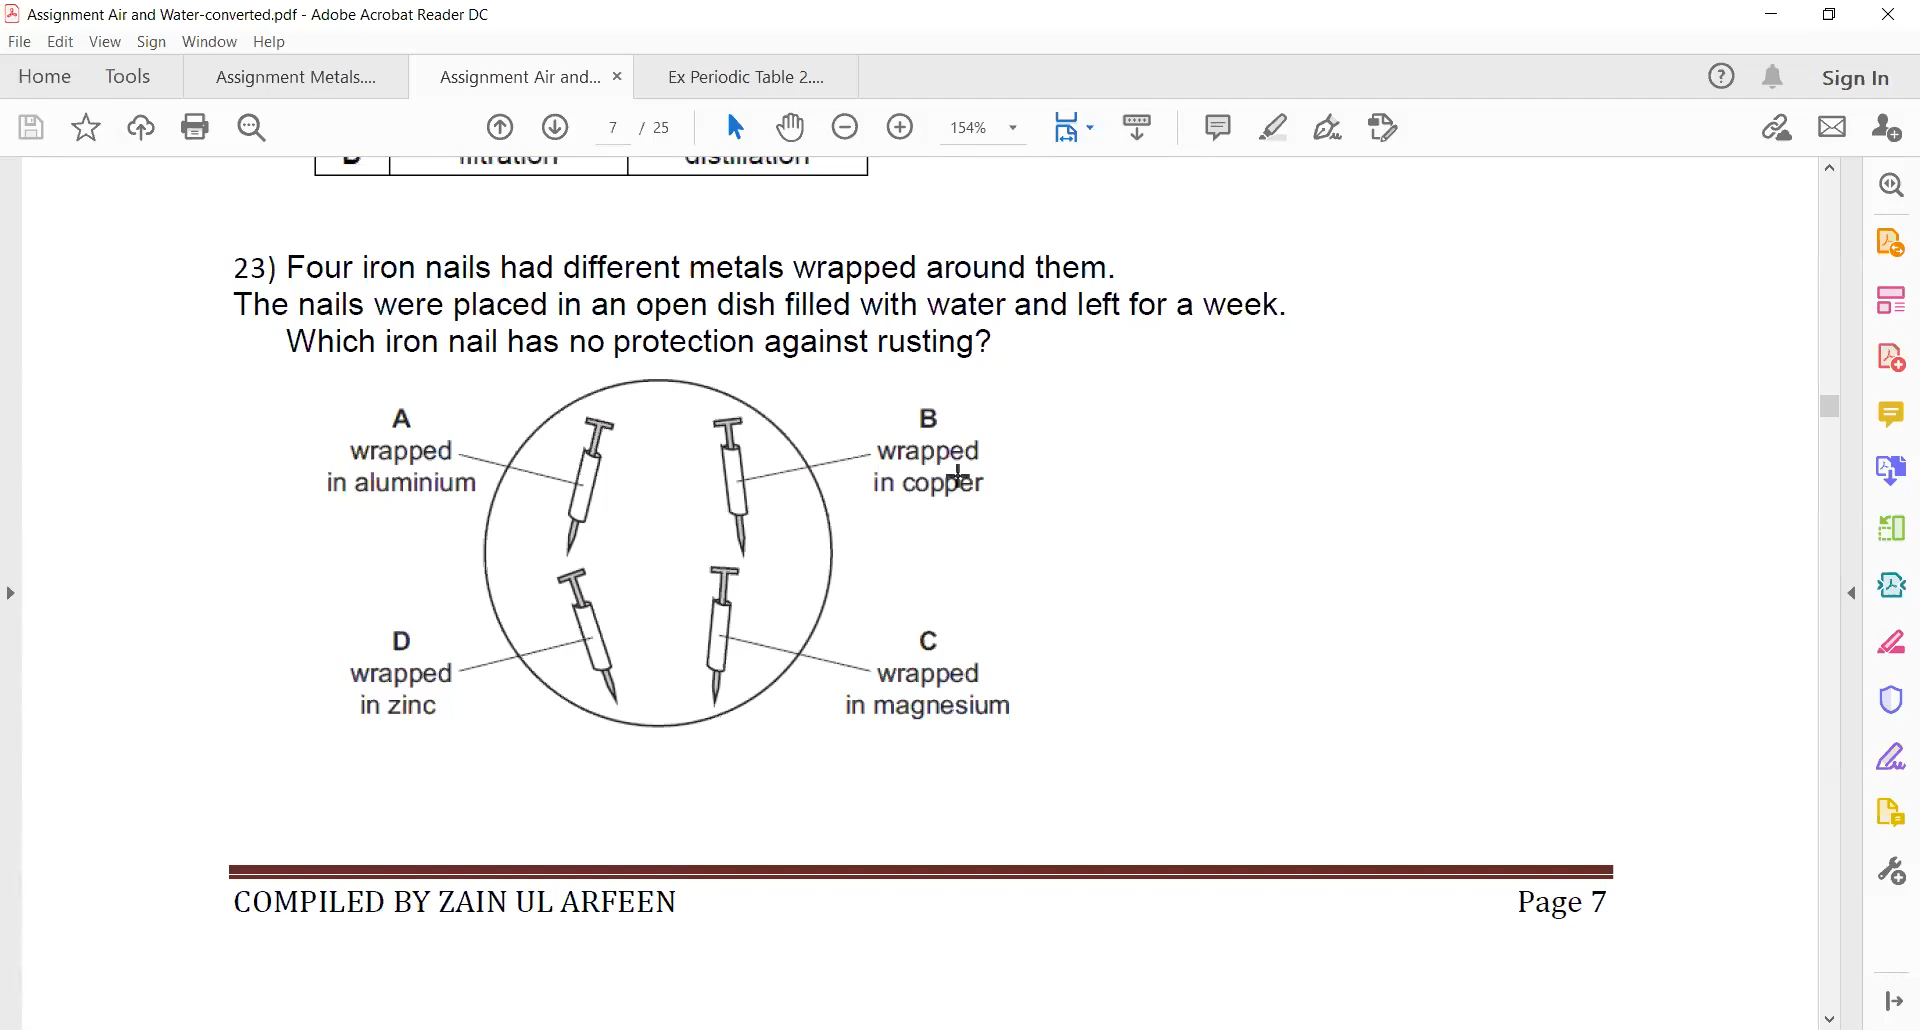 Assignment Air and Water-converted.pdf - Adobe Acrobat Reader DC
File Edit View Sign Window Help
Home Tools Assignment Metals.... Assignment Air and... × Ex Periodic Table 2.... Sign In
7 / 25 154%
D filtration distillation
23) Four iron nails had different metals wrapped around them.
The nails were placed in an open dish filled with water and left for a week.
Which iron nail has no protection against rusting?
A
wrapped
in aluminium
B
wrapped
in copper
D
wrapped
in zinc
C
wrapped
in magnesium
COMPILED BY ZAIN UL ARFEEN Page 7